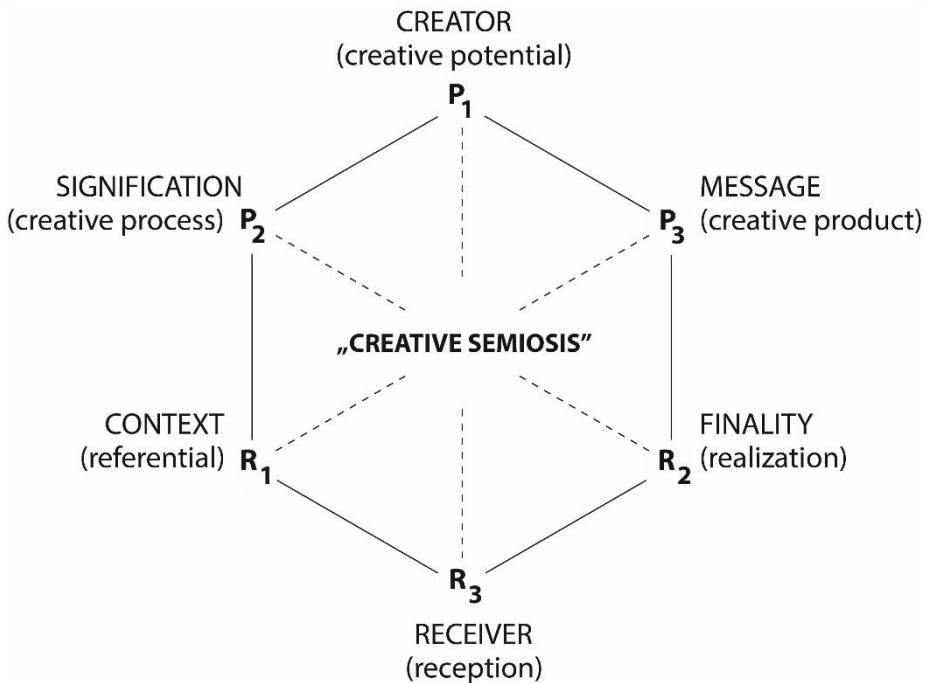 CREATOR
(creative potential)
P1
SIGNIFICATION
(creative process) P2
MESSAGE
P3 (creative product)
„CREATIVE SEMIOSIS”
CONTEXT
(referential) R1
FINALITY
R2 (realization)
R3
RECEIVER
(reception)